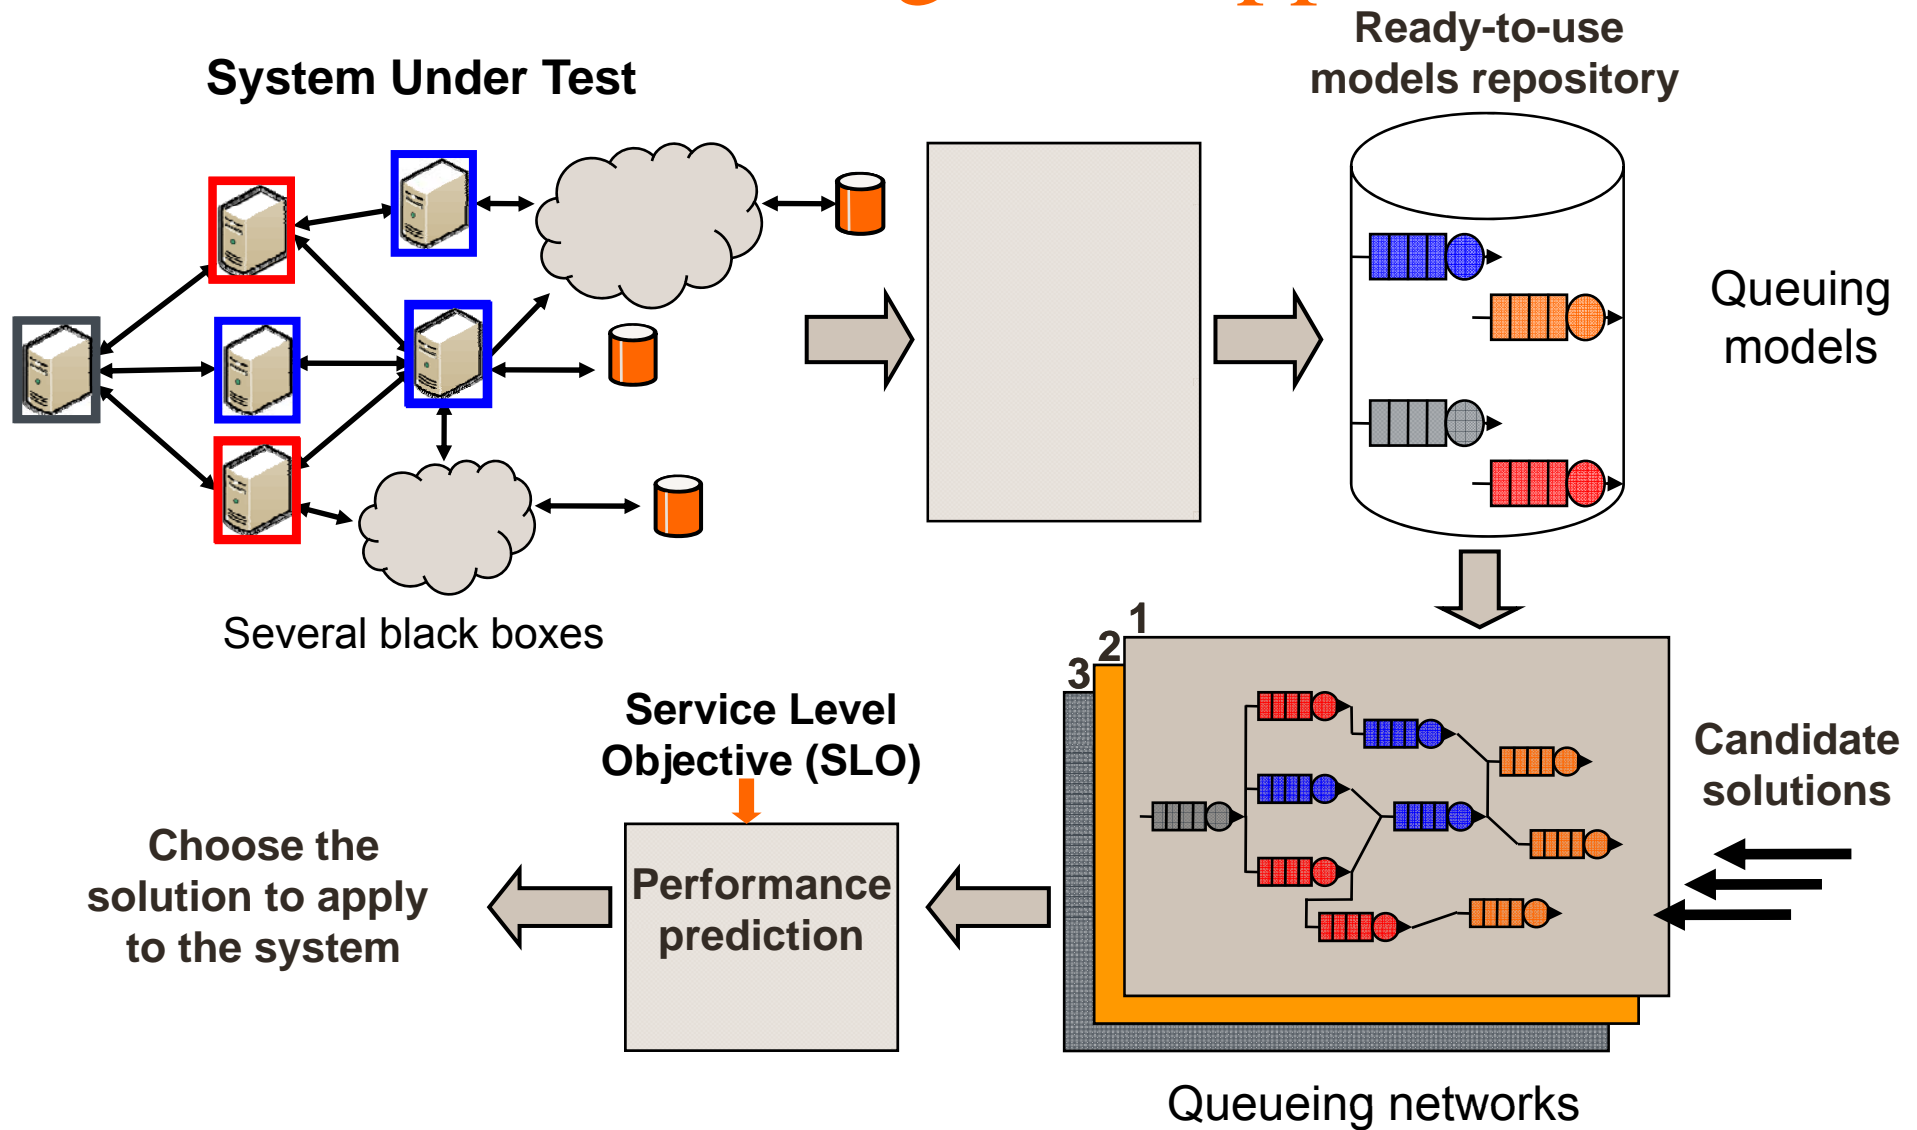 Ready-to-use
models repository
System Under Test
Queuing
models
Several black boxes
1
2
3
Service Level
Objective (SLO)
Candidate
solutions
Choose the
solution to apply
to the system
Performance
prediction
Queueing networks